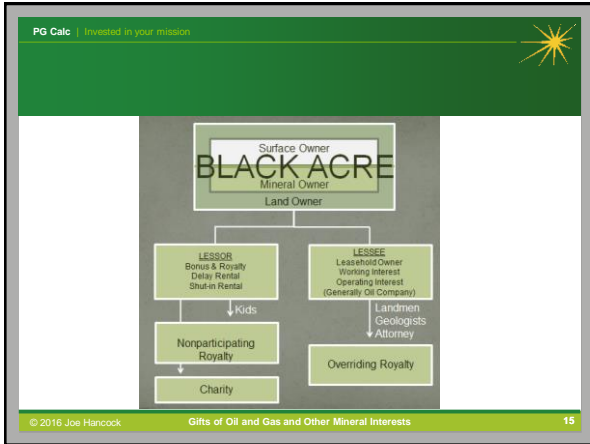 PG Calc | Invested in your mission
Surface Owner
BLACK ACRE
Mineral Owner
Land Owner
LESSOR
Bonus & Royalty
Delay Rental
Shut-in Rental
Kids
Nonparticipating
Royalty
Charity
LESSEE
Leasehold Owner
Working Interest
Operating Interest
(Generally Oil Company)
Landmen
Geologists
Attorney
Overriding Royalty
© 2016 Joe Hancock
Gifts of Oil and Gas and Other Mineral Interests
15